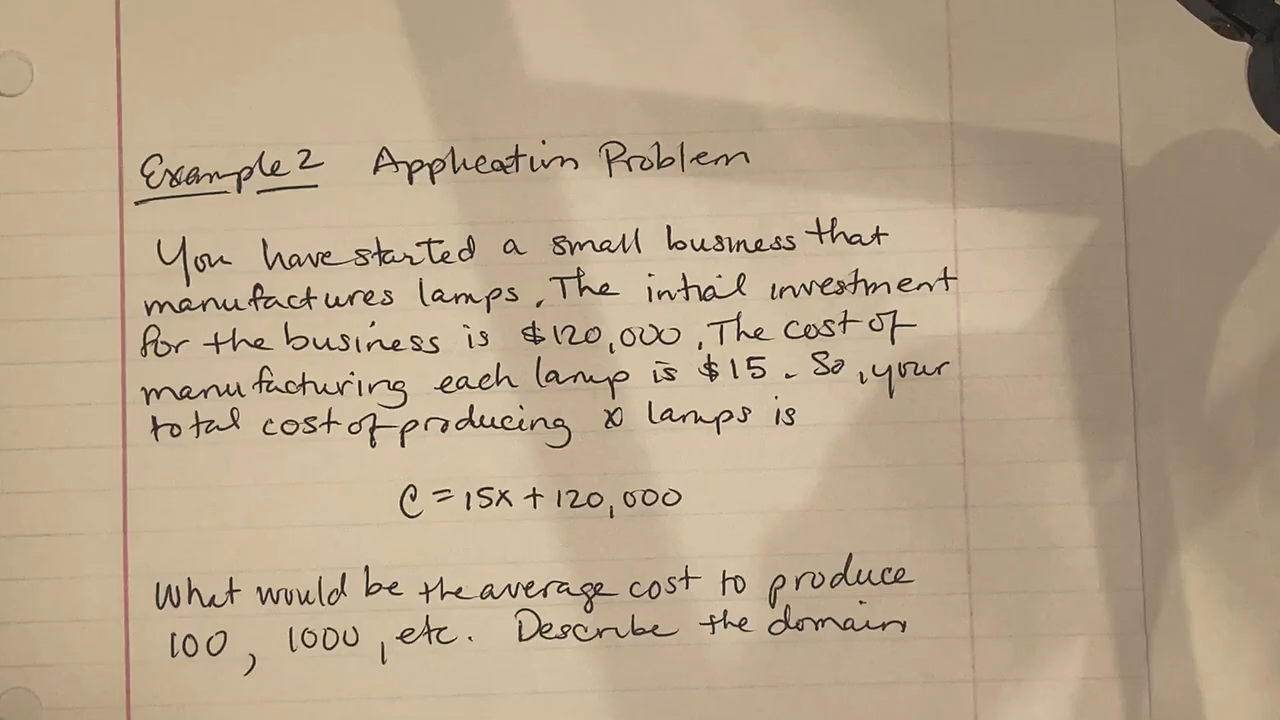 Example 2 Application Problem
You have started a small business that
manufactures lamps. The intial investment
for the business is $120,000. The cost of
manufacturing each lamp is $15. So, your
total cost of producing x lamps is
C = 15x + 120,000
What would be the average cost to produce
100, 1000, etc. Describe the domain